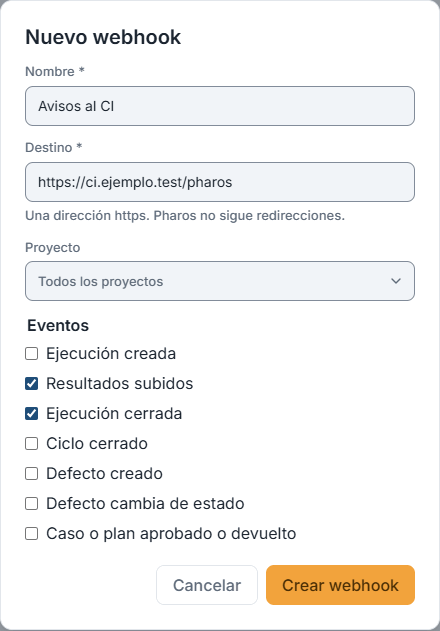 Nuevo webhook
Nombre *
Avisos al CI
Destino *
https://ci.ejemplo.test/pharos
Una dirección https. Pharos no sigue redirecciones.
Proyecto
Todos los proyectos
Eventos
Ejecución creada
Resultados subidos
Ejecución cerrada
Ciclo cerrado
Defecto creado
Defecto cambia de estado
Caso o plan aprobado o devuelto
Cancelar
Crear webhook